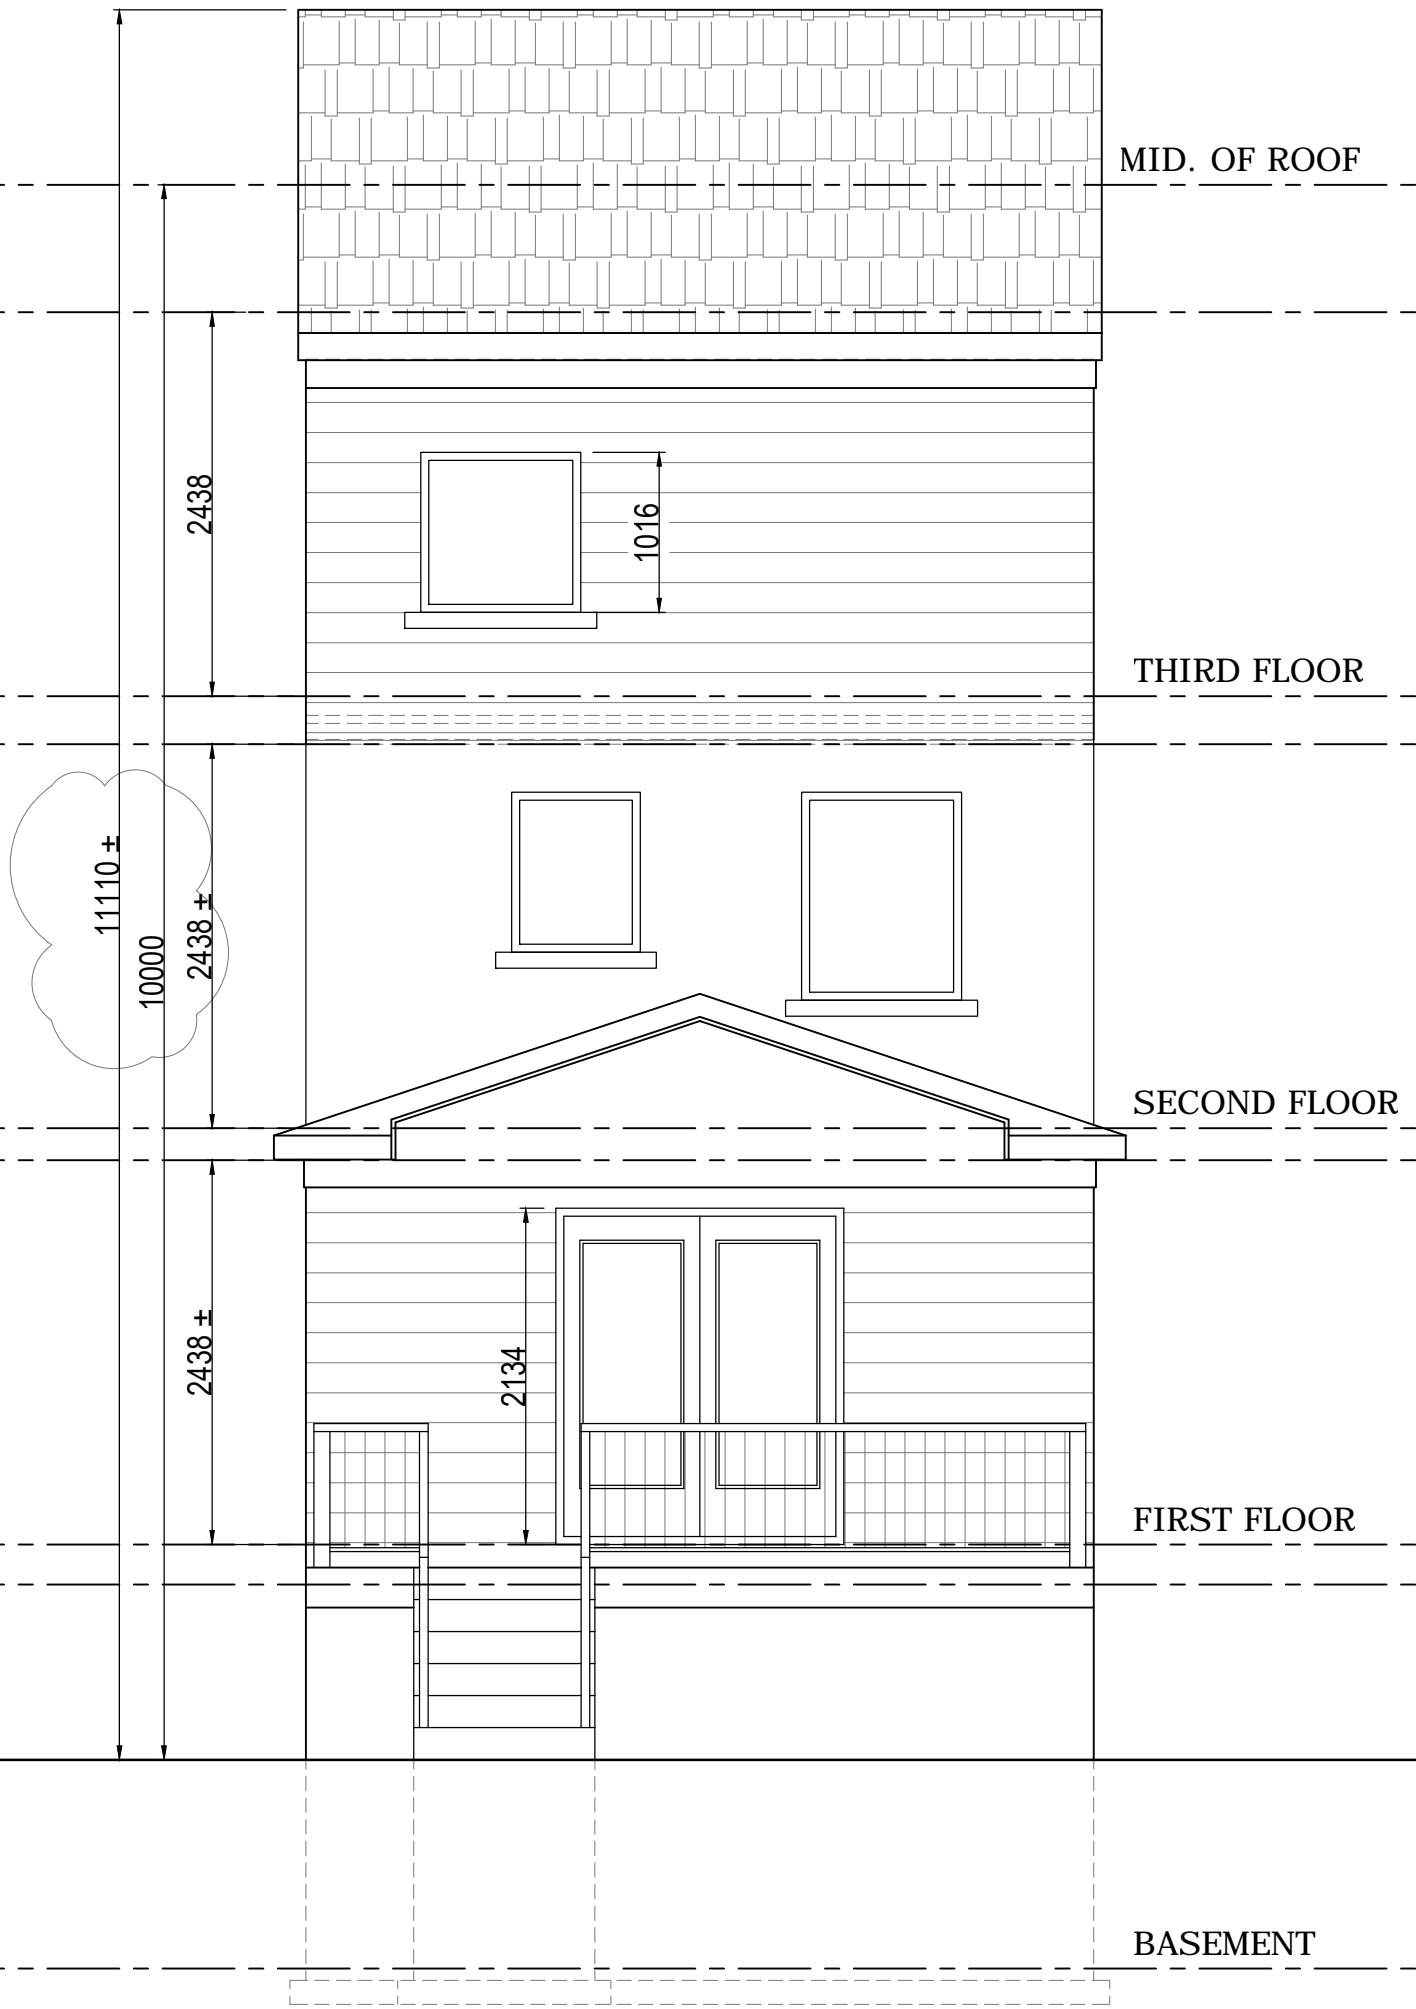 MID. OF ROOF
2438
1016
THIRD FLOOR
11110 ±
10000
2438 ±
SECOND FLOOR
2438 ±
2134
FIRST FLOOR
BASEMENT